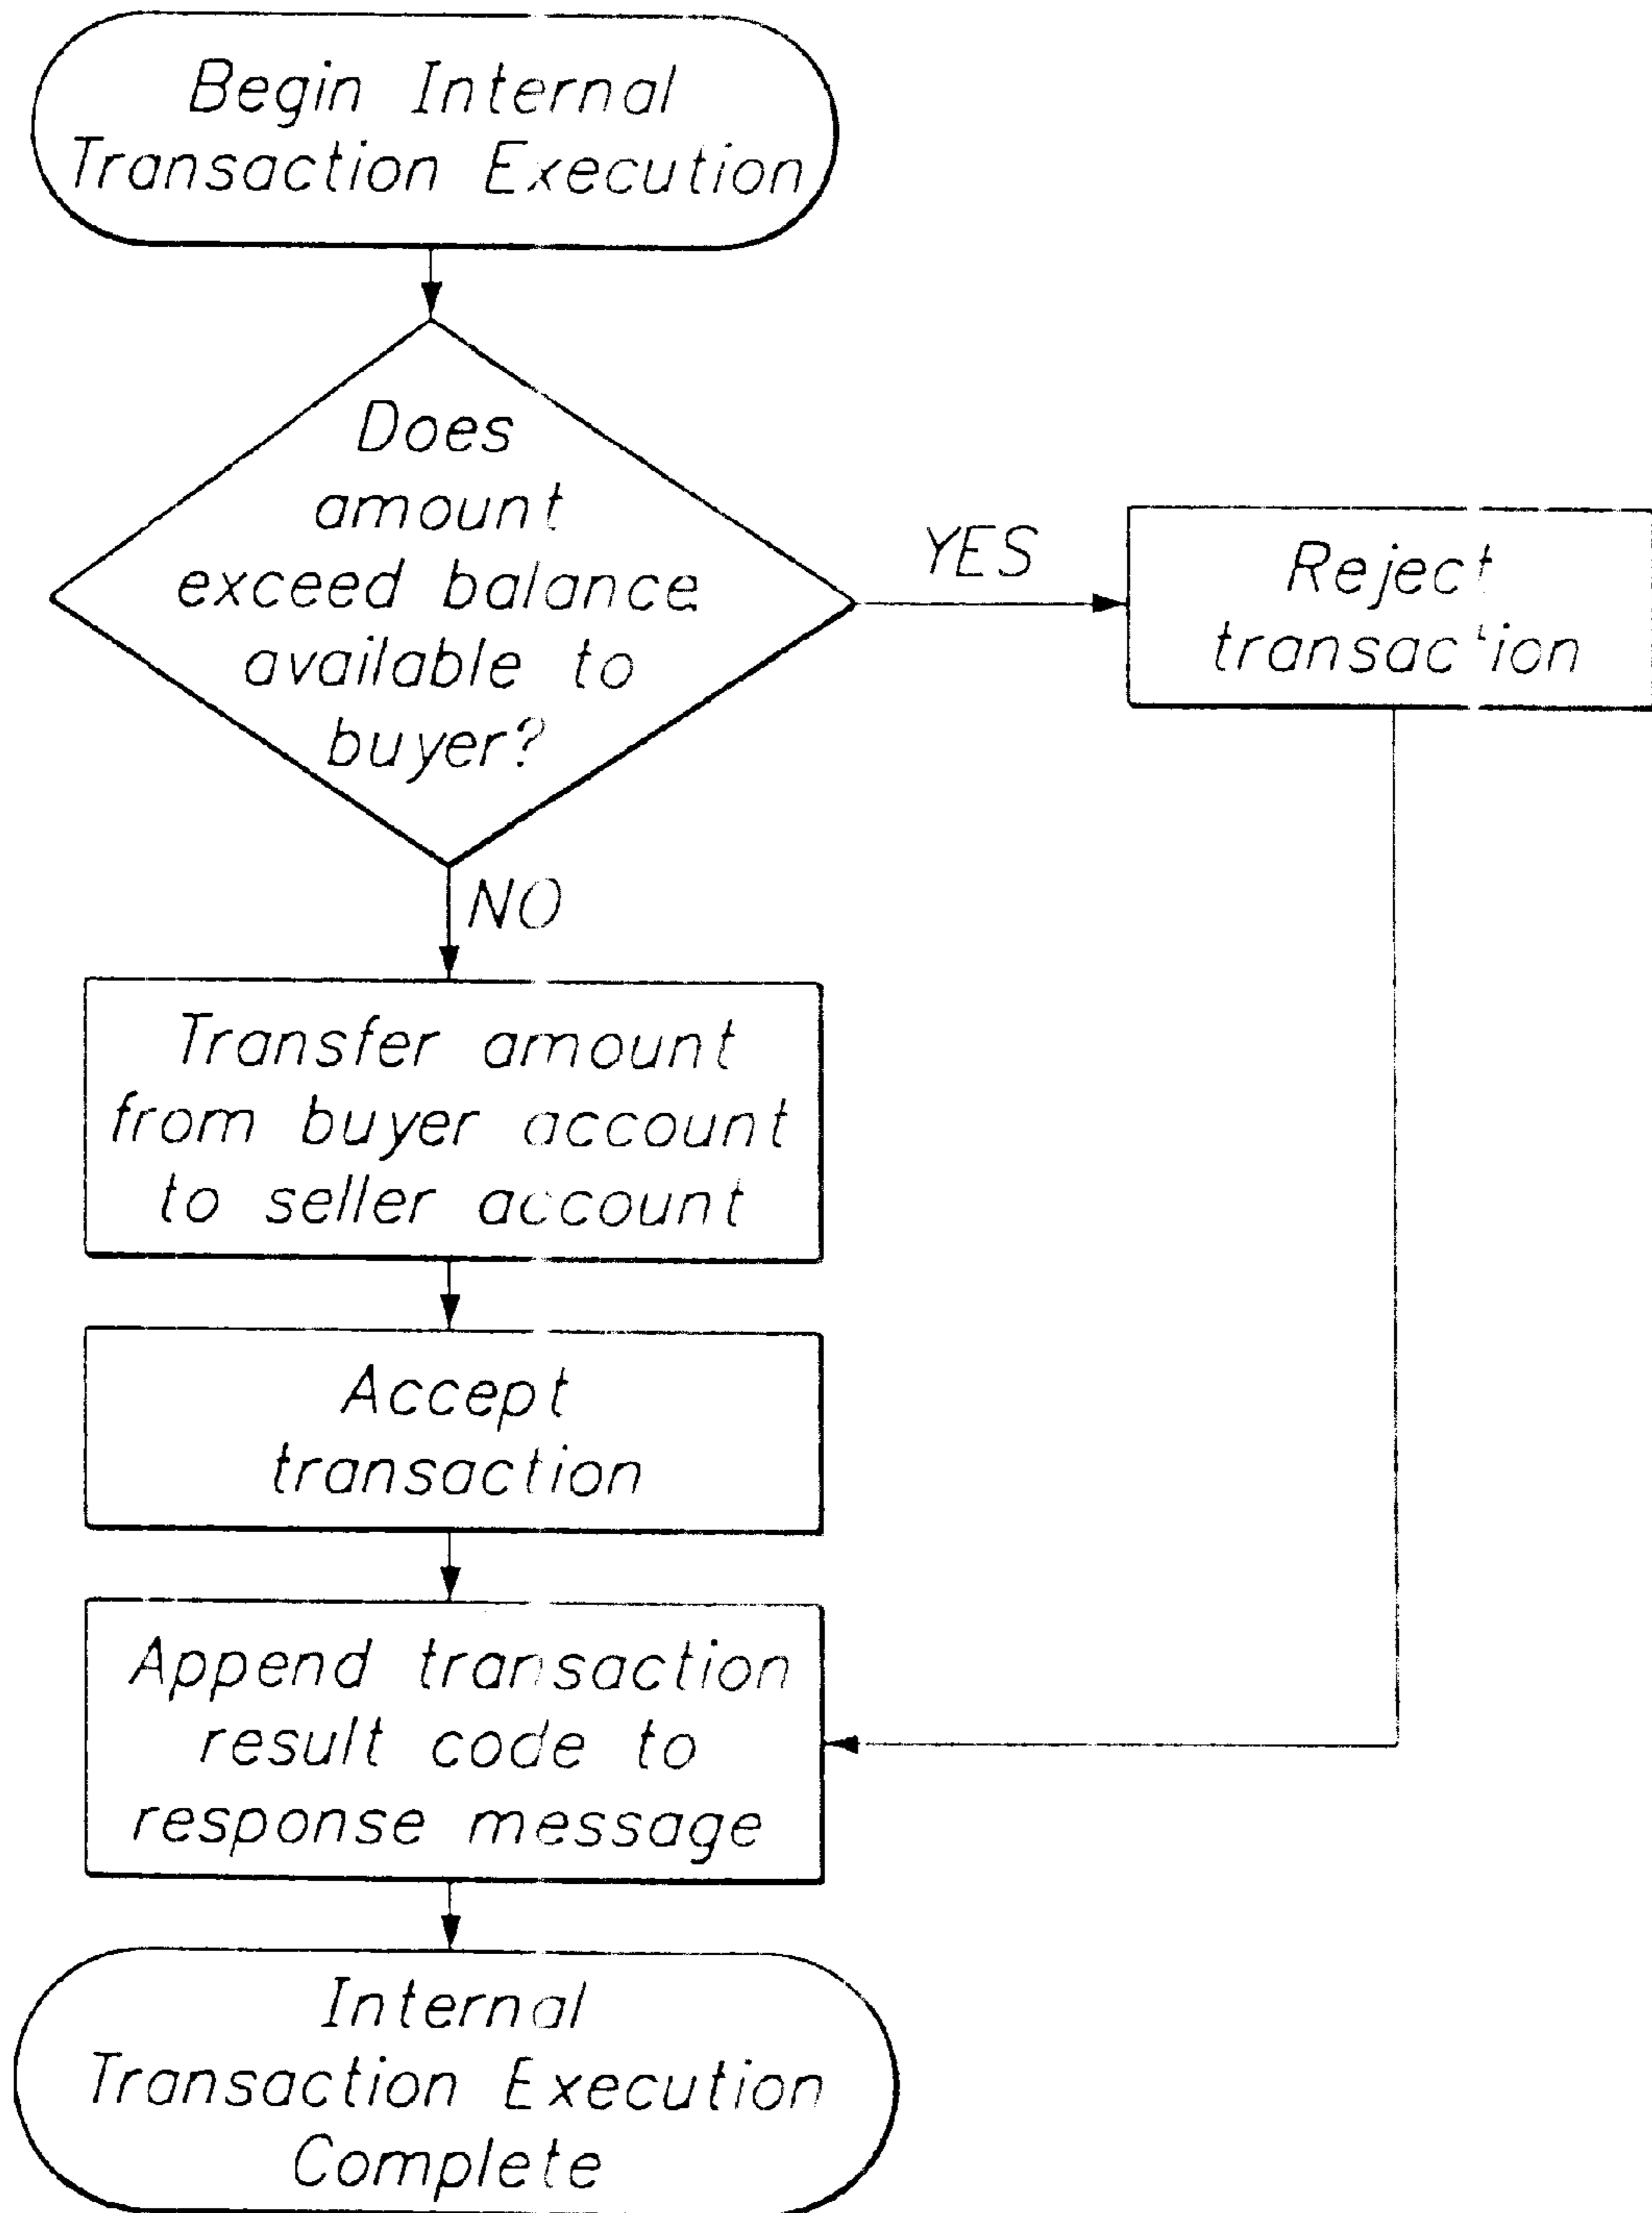 Begin Internal
Transaction Execution
Does
amount
exceed balance
available to
buyer?
YES
Reject
transaction
NO
Transfer amount
from buyer account
to seller account
Accept
transaction
Append transaction
result code to
response message
Internal
Transaction Execution
Complete